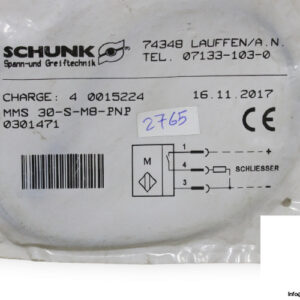 SCHUNK
Spann-und Greiftechnik
74348 LAUFFEN/A.N.
TEL. 07133-103-0
CHARGE: 4 0015224
16.11.2017
MMS 30-S-M8-PNP
0301471
2765
CE
M
1
+
4
SCHLIESSER
3
-